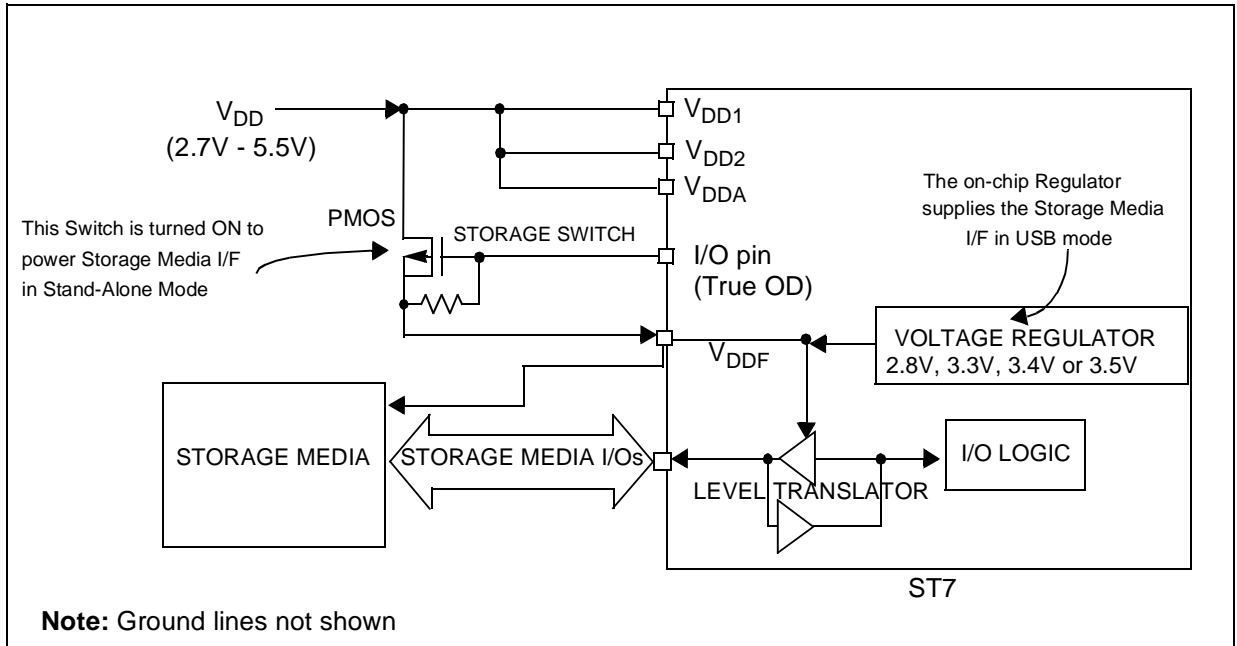 VDD
(2.7V - 5.5V)
VDD1
VDD2
VDDA
The on-chip Regulator
supplies the Storage Media
I/F in USB mode
This Switch is turned ON to
power Storage Media I/F
in Stand-Alone Mode
PMOS
STORAGE SWITCH
I/O pin
(True OD)
VDDF
VOLTAGE REGULATOR
2.8V, 3.3V, 3.4V or 3.5V
STORAGE MEDIA
STORAGE MEDIA I/Os
LEVEL TRANSLATOR
I/O LOGIC
ST7
Note: Ground lines not shown